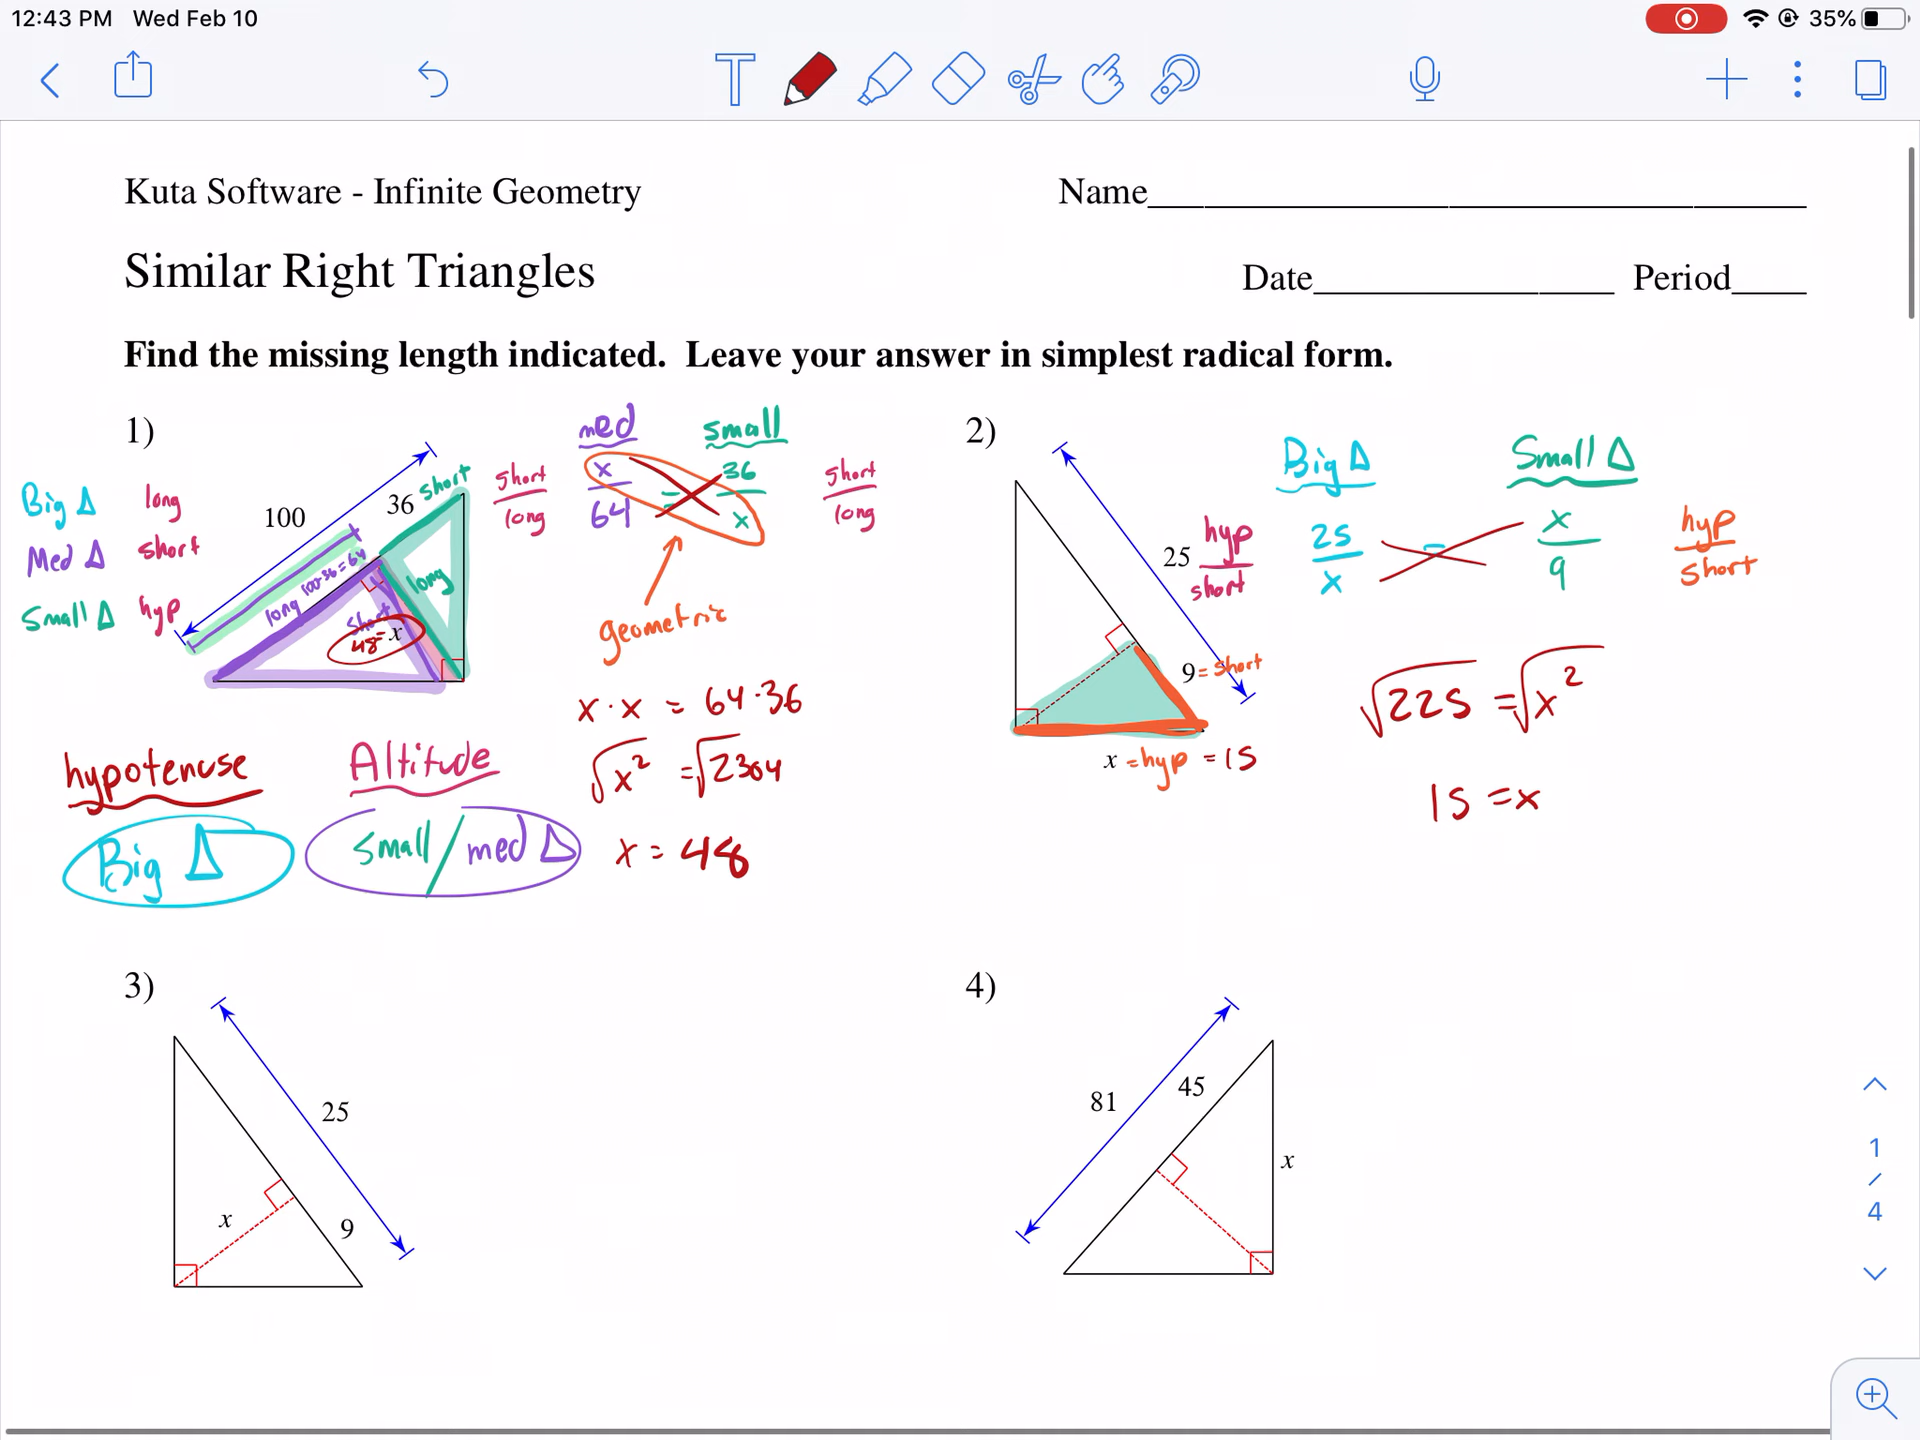 12:43 PM Wed Feb 10
35%
T
Kuta Software - Infinite Geometry
Name
Similar Right Triangles
Date Period
Find the missing length indicated. Leave your answer in simplest radical form.
1)
Big Δ long
Med Δ short
Small Δ hyp
100
36 short
long 100-36=64
long
short
48 = x
short/long
med
x/64
=
small
36/x
short/long
geometric
x · x = 64 · 36
√x² = √2304
x = 48
hypotenuse
Big Δ
Altitude
small / med Δ
2)
25
9 = short
x = hyp = 15
hyp/short
Big Δ
25/x
=
Small Δ
x/9
hyp/short
√225 = √x²
15 = x
3)
25
x
9
4)
81
45
x
1
/
4